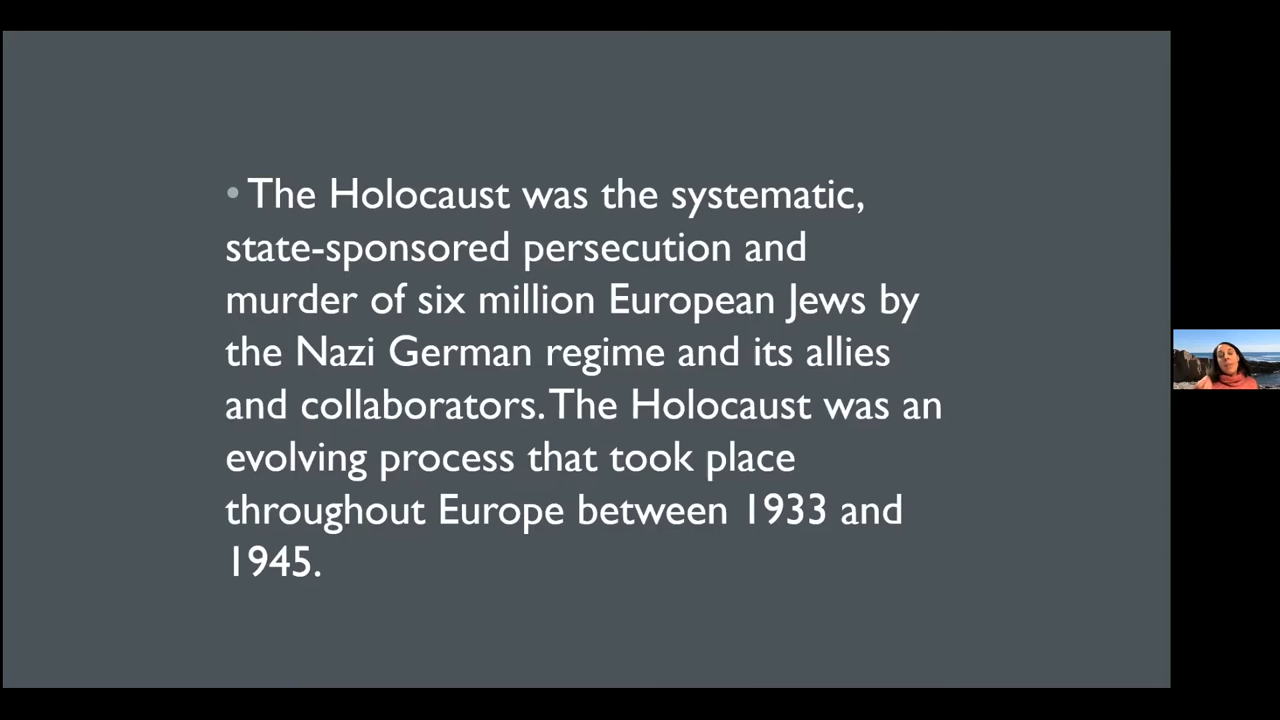 • The Holocaust was the systematic,
state-sponsored persecution and
murder of six million European Jews by
the Nazi German regime and its allies
and collaborators. The Holocaust was an
evolving process that took place
throughout Europe between 1933 and
1945.